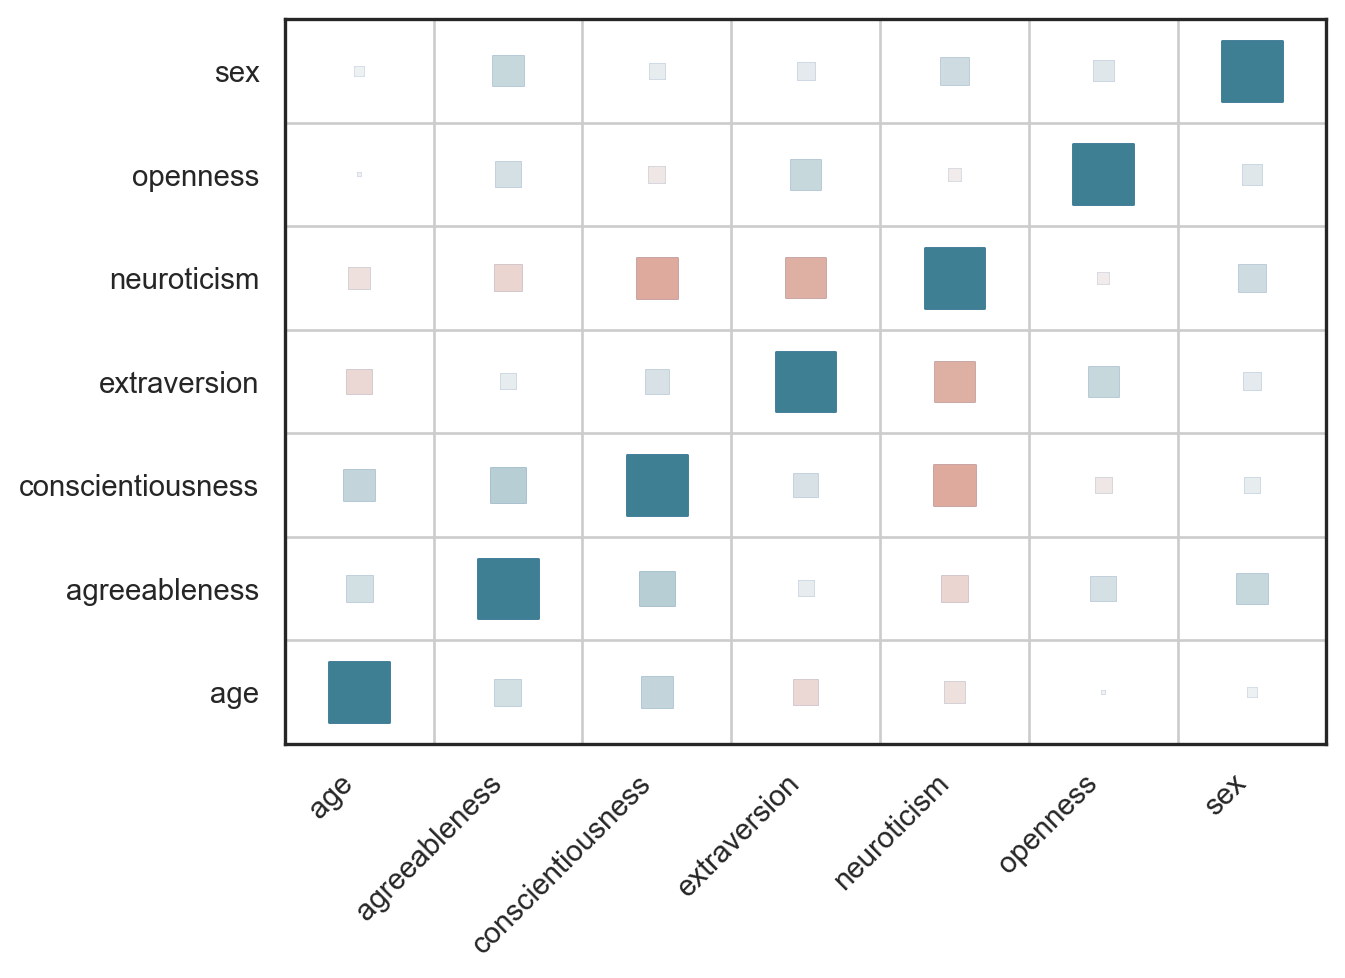 sex
openness
neuroticism
extraversion
conscientiousness
agreeableness
age
age
agreeableness
conscientiousness
extraversion
neuroticism
openness
sex